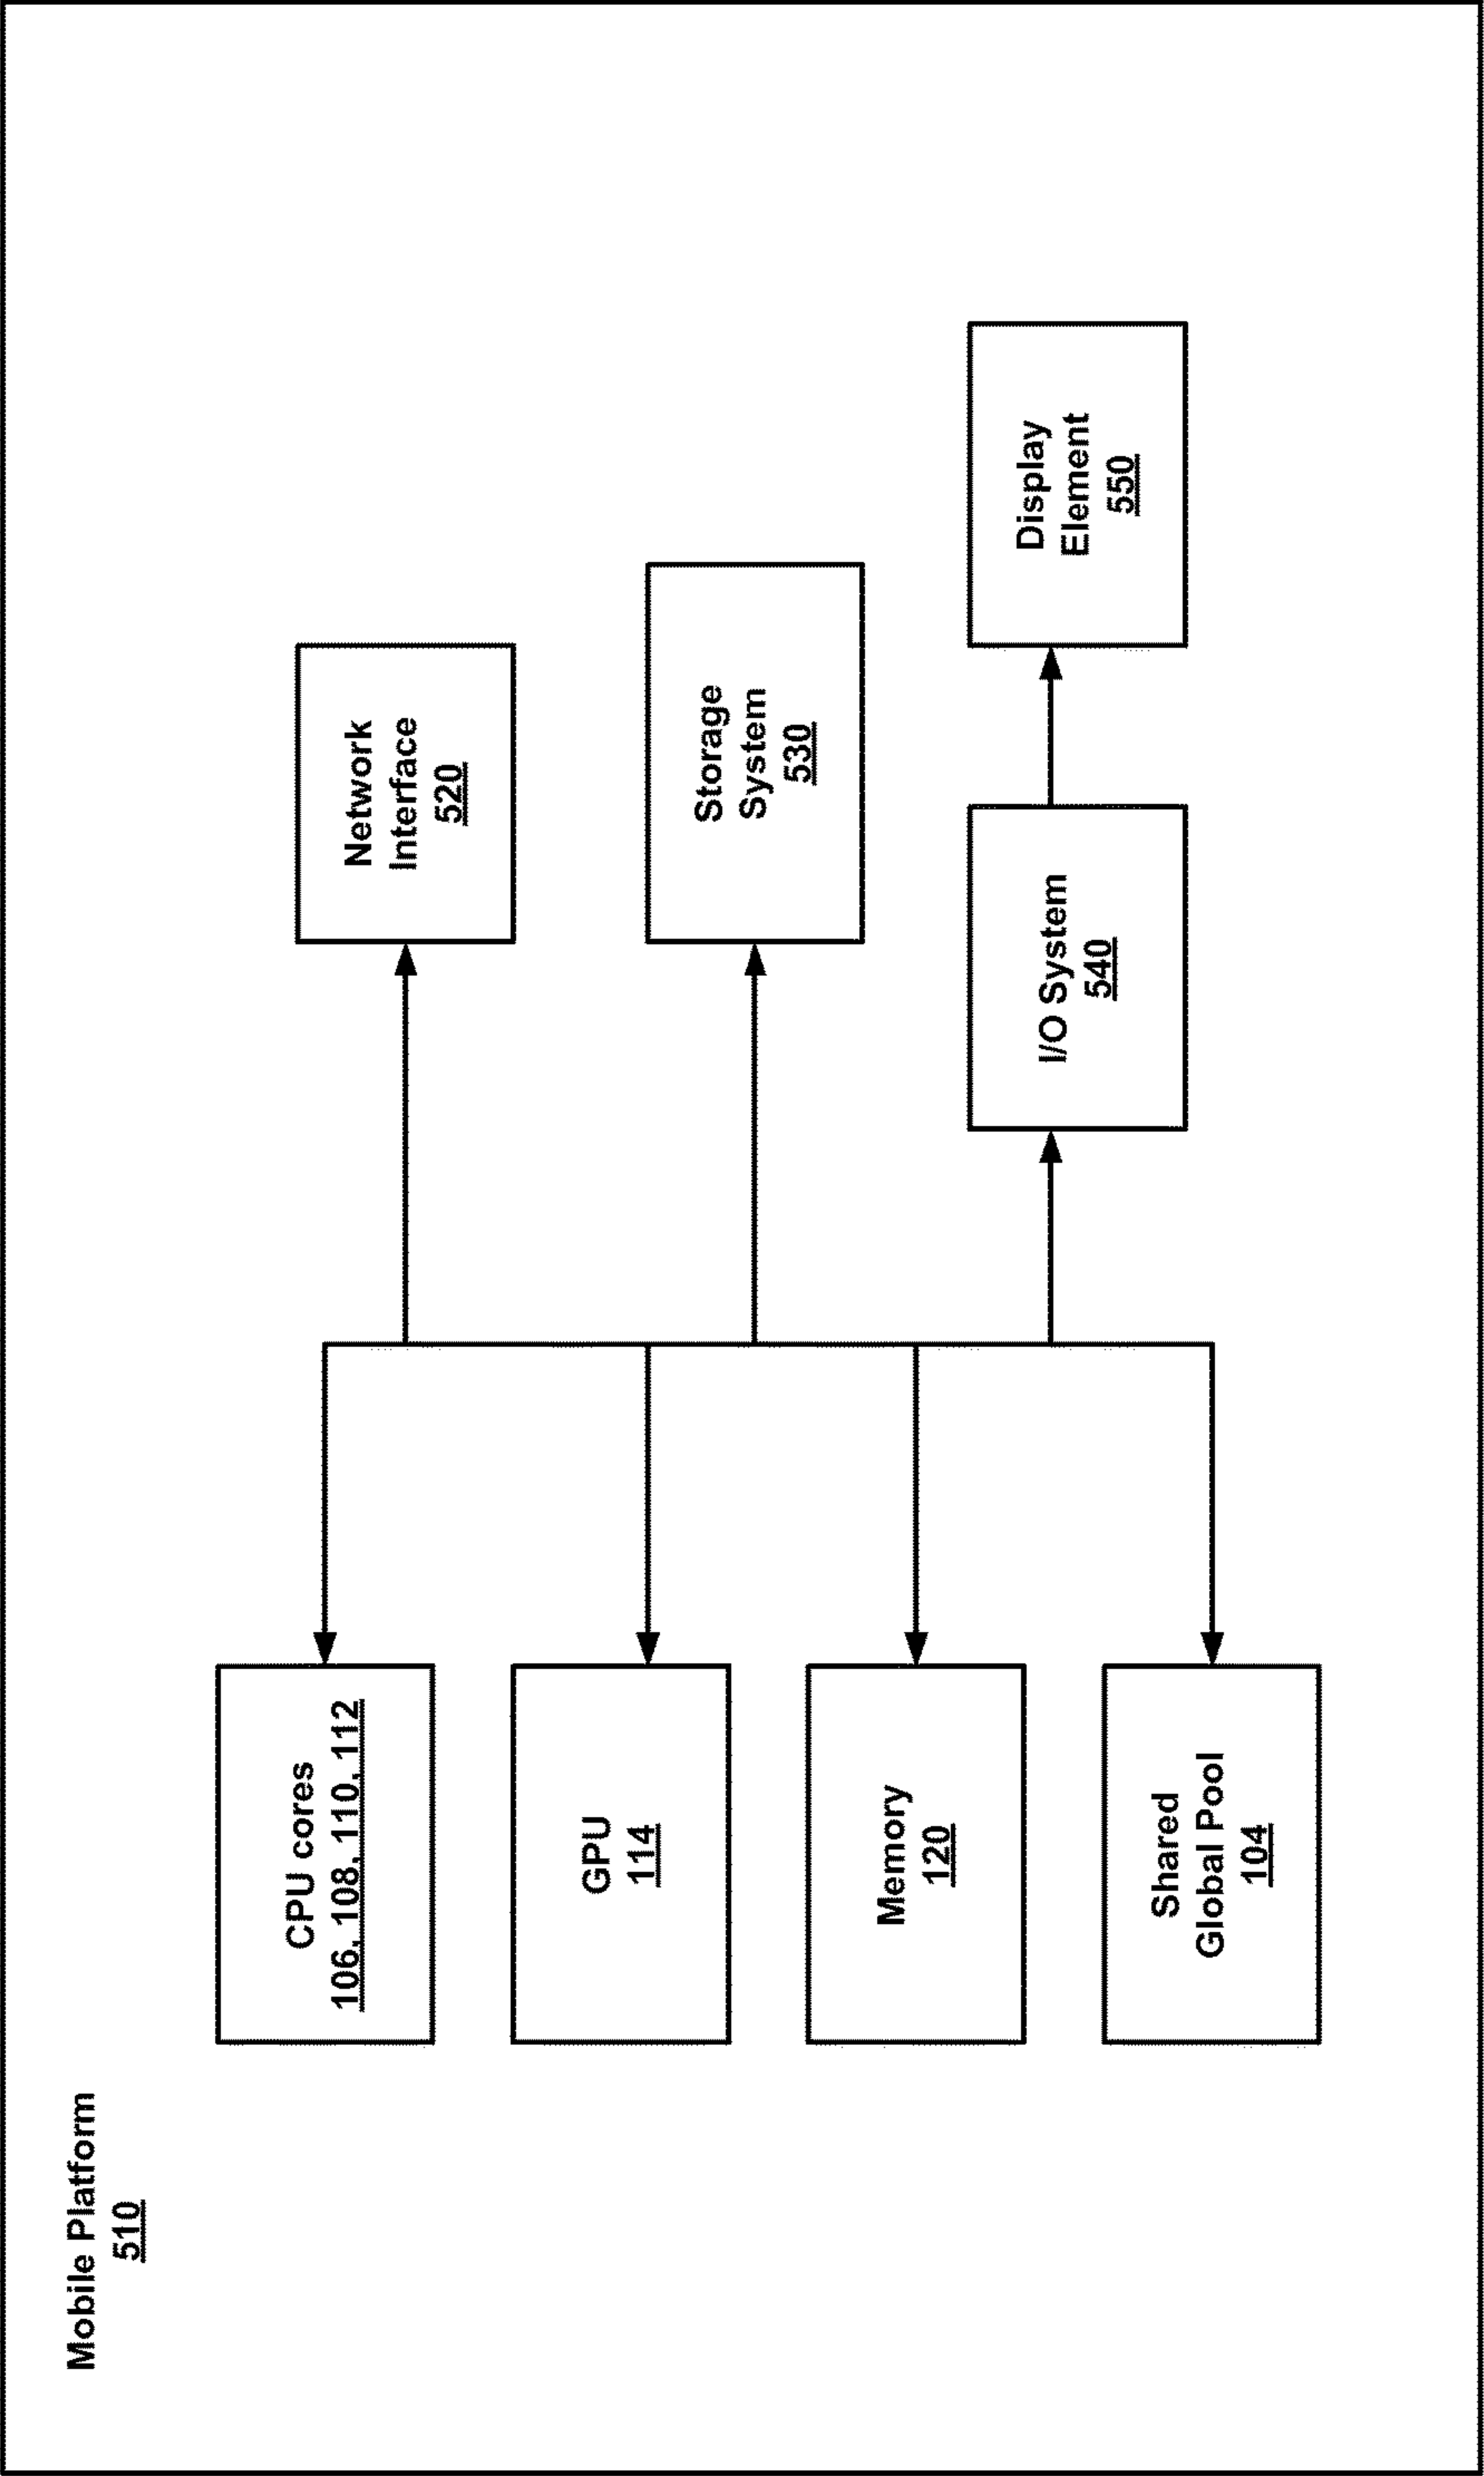 Mobile Platform
510
CPU cores
106, 108, 110, 112
GPU
114
Memory
120
Shared
Global Pool
104
Network
Interface
520
Storage
System
530
I/O System
540
Display
Element
550